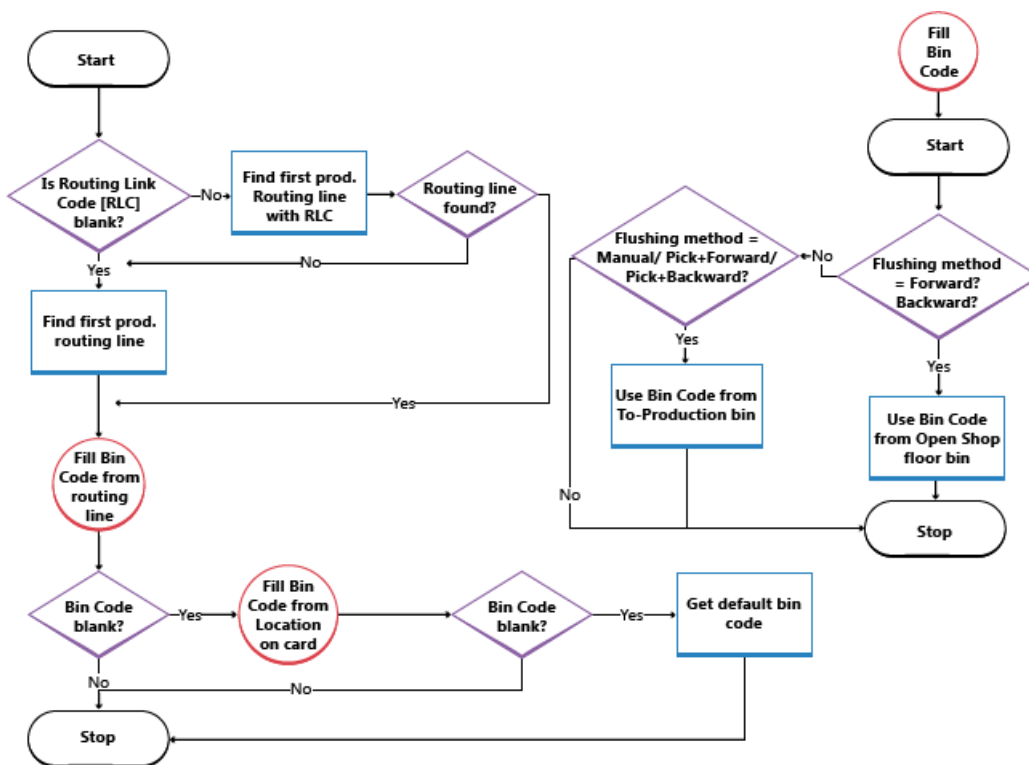 Start
Is Routing Link
Code [RLC]
blank?
No
Find first prod.
Routing line
with RLC
Routing line
found?
No
Yes
Find first prod.
routing line
Yes
Fill Bin
Code from
routing
line
Bin Code
blank?
Yes
Fill Bin
Code from
Location
on card
Bin Code
blank?
Yes
Get default bin
code
No
No
Stop
Fill
Bin
Code
Start
Flushing method
= Forward?
Backward?
No
Flushing method =
Manual/ Pick+Forward/
Pick+Backward?
Yes
Yes
Use Bin Code from
To-Production bin
Use Bin Code
from Open Shop
floor bin
No
Stop